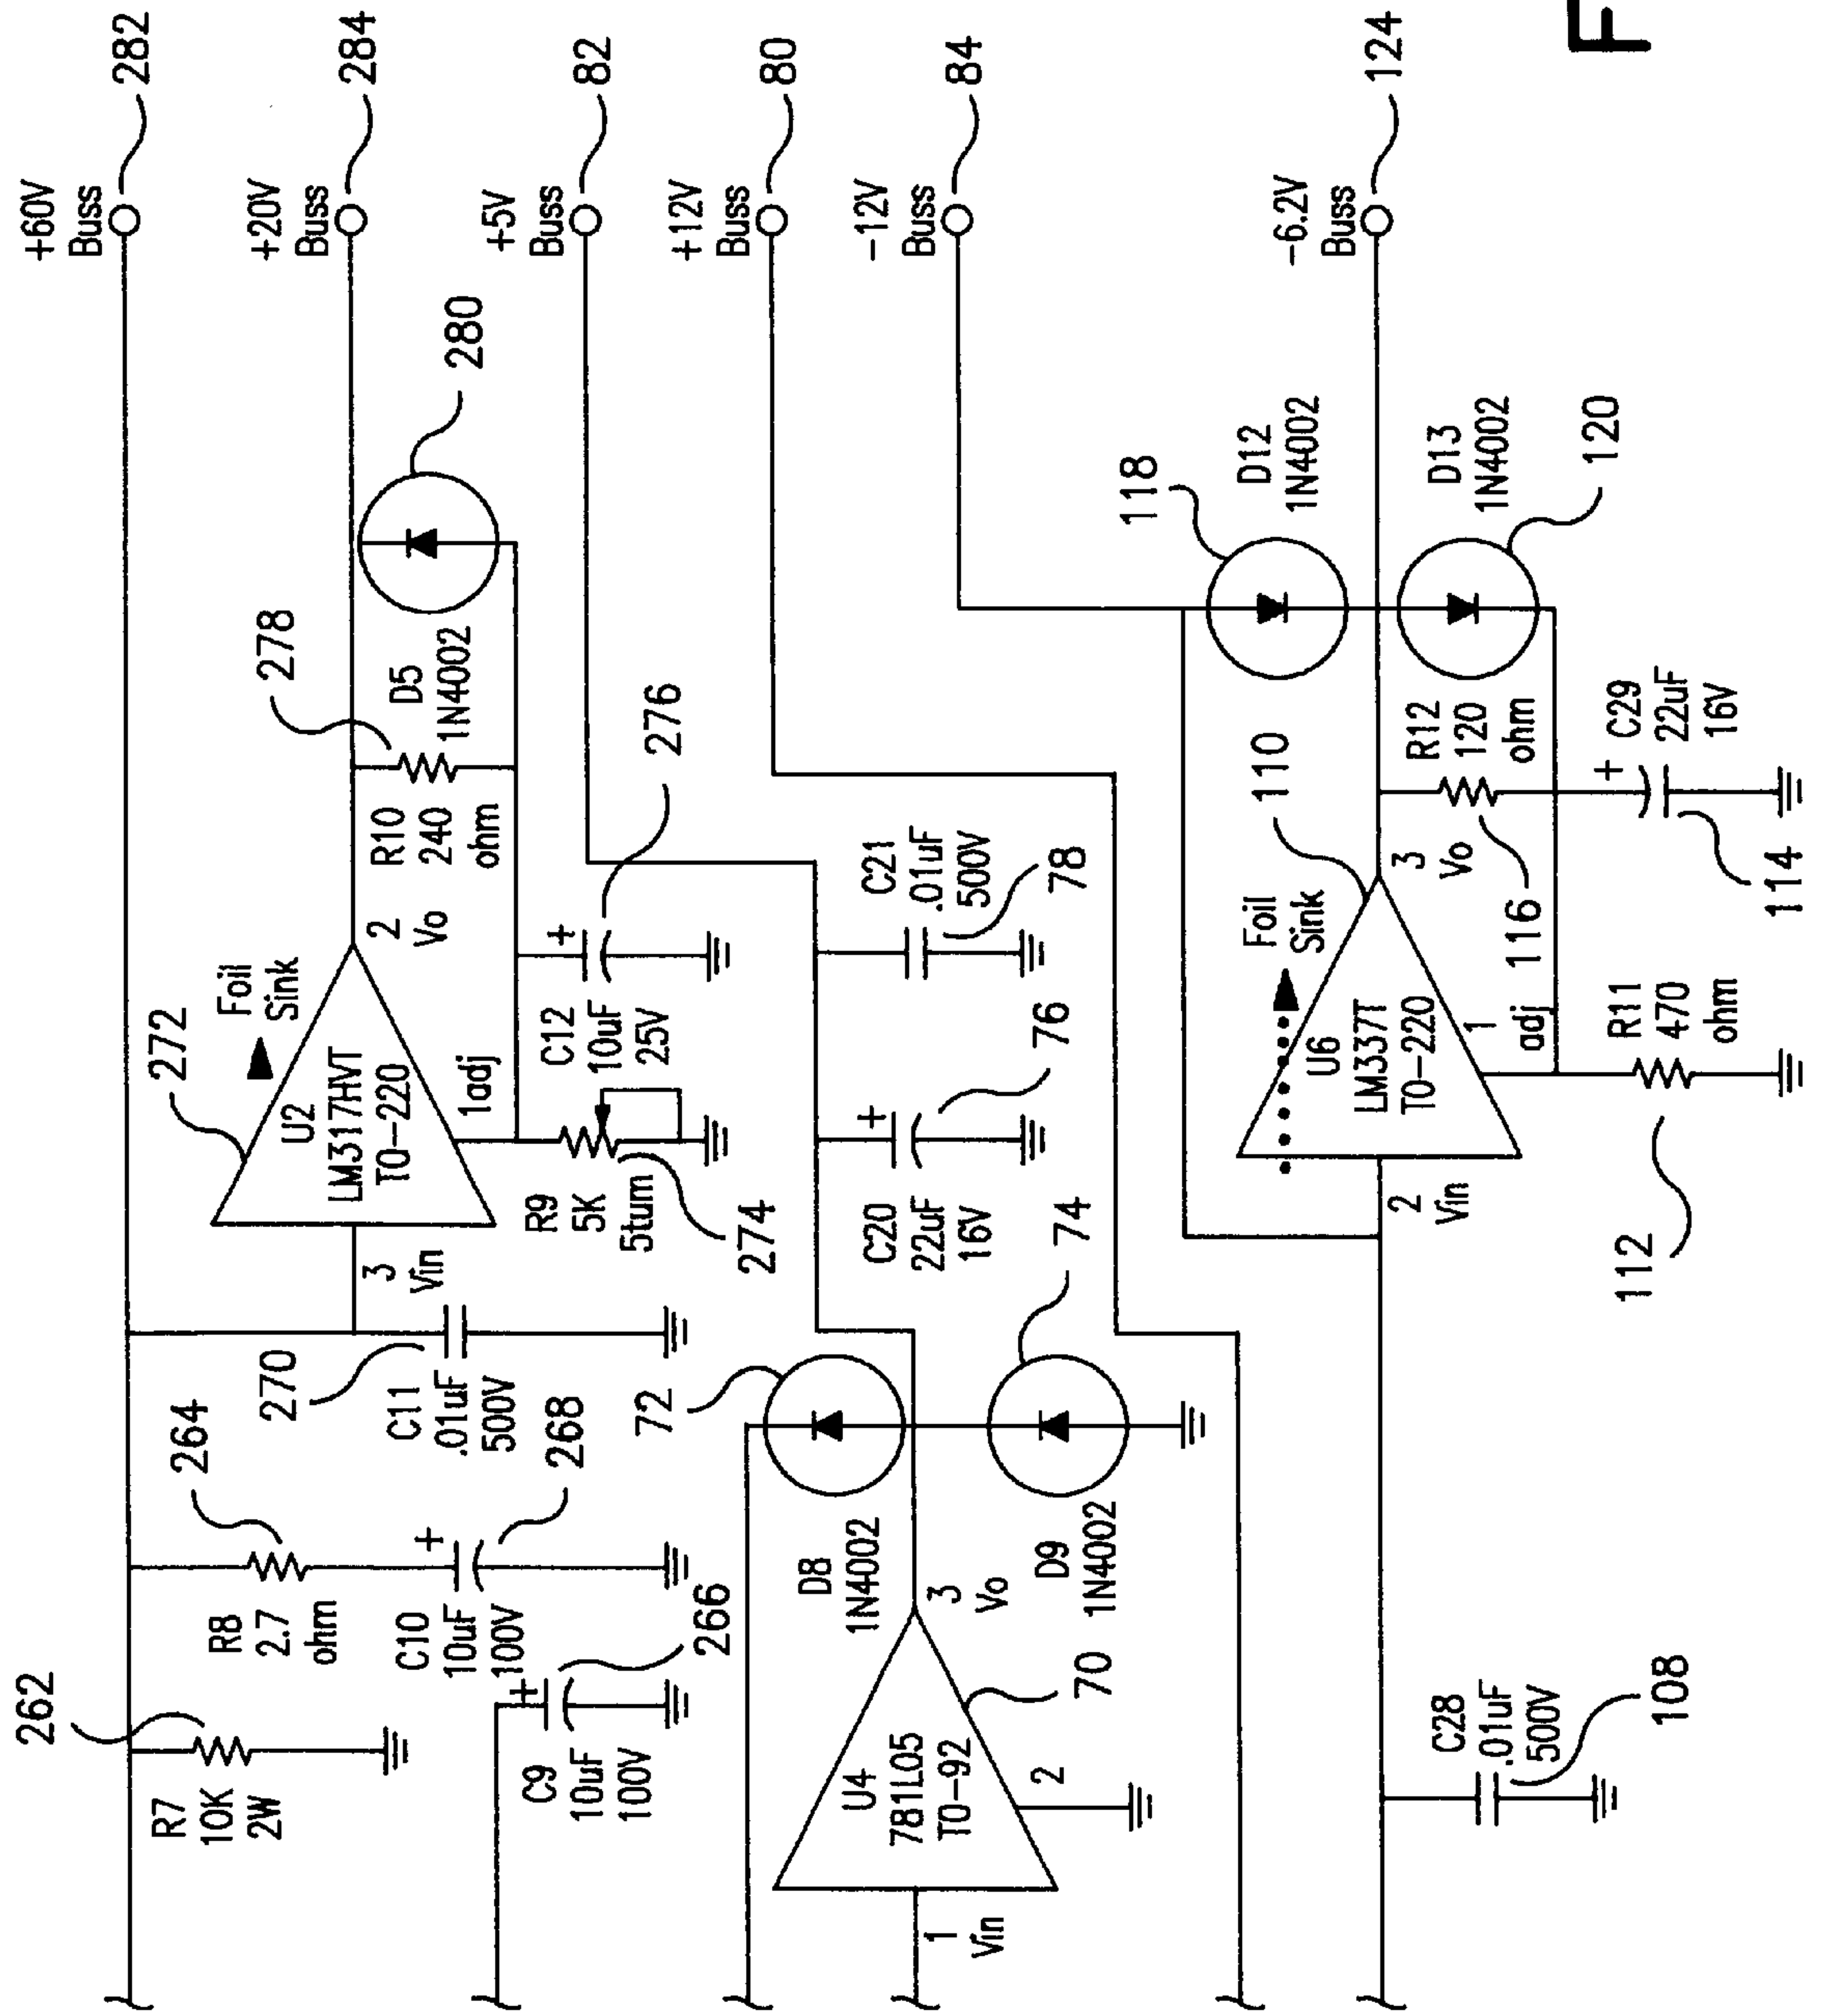 +60V
Buss
282
+20V
Buss
284
+5V
Buss
82
+12V
Buss
80
-12V
Buss
84
-6.2V
Buss
124
262
R7
10K
2W
264
R8
2.7
ohm
C10
10uF
100V
268
C9
10uF
100V
266
270
C11
.01uF
500V
272
Foil
Sink
U2
LM317HVT
TO-220
3
Vin
2
Vo
1adj
R9
5K
5turn
274
C12
10uF
25V
276
278
R10
240
ohm
D5
1N4002
280
72
D8
1N4002
74
D9
1N4002
U4
781L05
TO-92
1
Vin
2
3
Vo
70
C20
22uF
16V
76
C21
.01uF
500V
78
C28
.01uF
500V
108
110
Foil
Sink
U6
LM337T
TO-220
2
Vin
3
Vo
1
adj
R11
470
ohm
112
116
R12
120
ohm
C29
+
22uF
16V
114
118
D12
1N4002
D13
1N4002
120
F